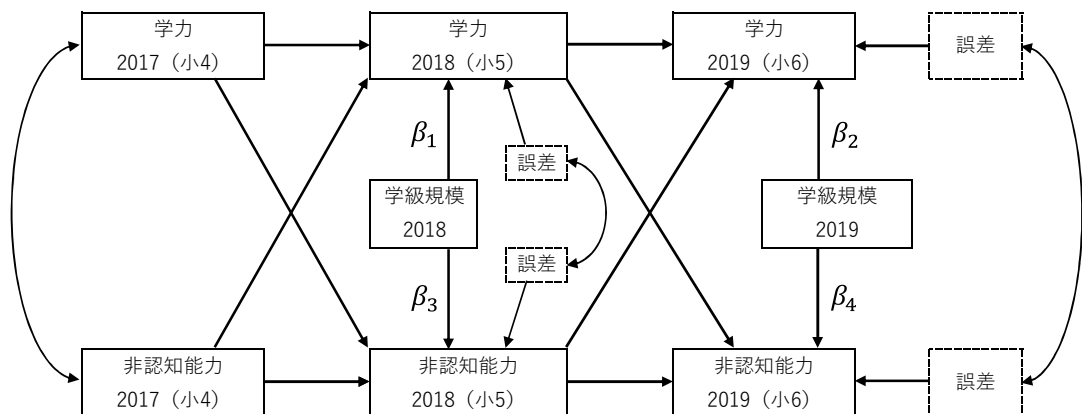 学力
2017（小4）
学力
2018（小5）
学力
2019（小6）
誤差
β1
β2
誤差
学級規模
2018
学級規模
2019
誤差
β3
β4
非認知能力
2017（小4）
非認知能力
2018（小5）
非認知能力
2019（小6）
誤差